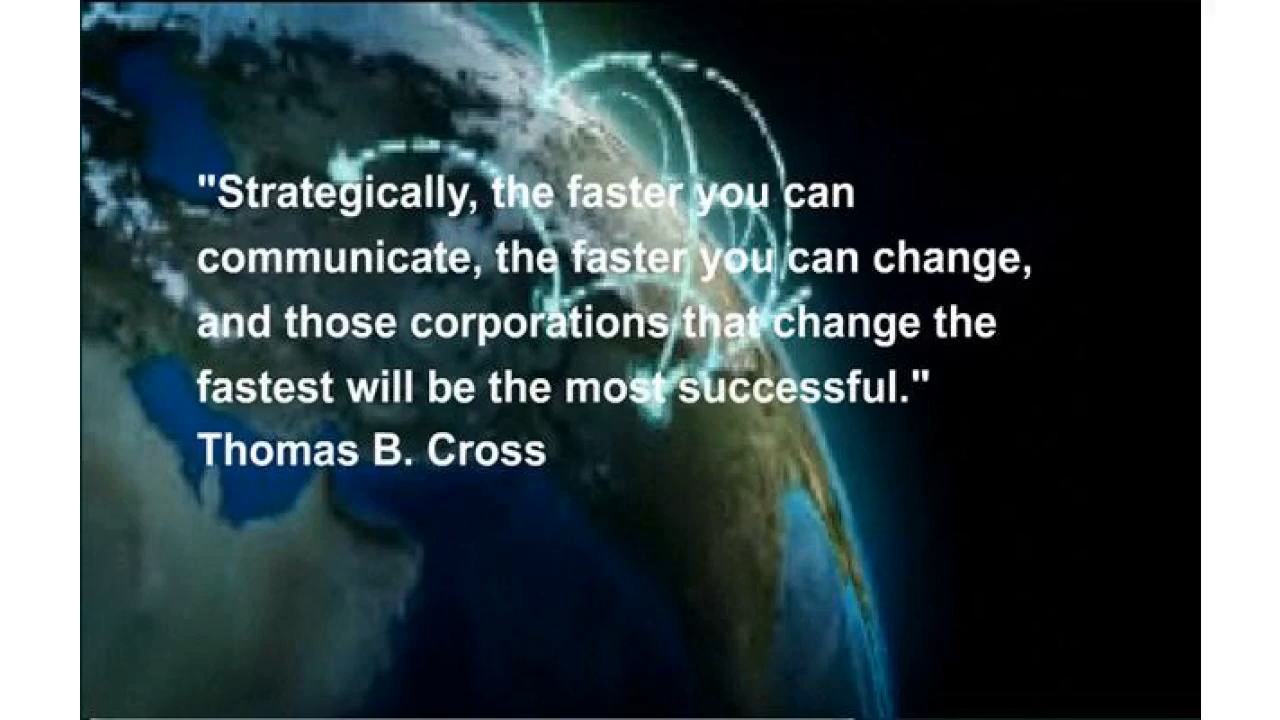 "Strategically, the faster you can
communicate, the faster you can change,
and those corporations that change the
fastest will be the most successful."
Thomas B. Cross